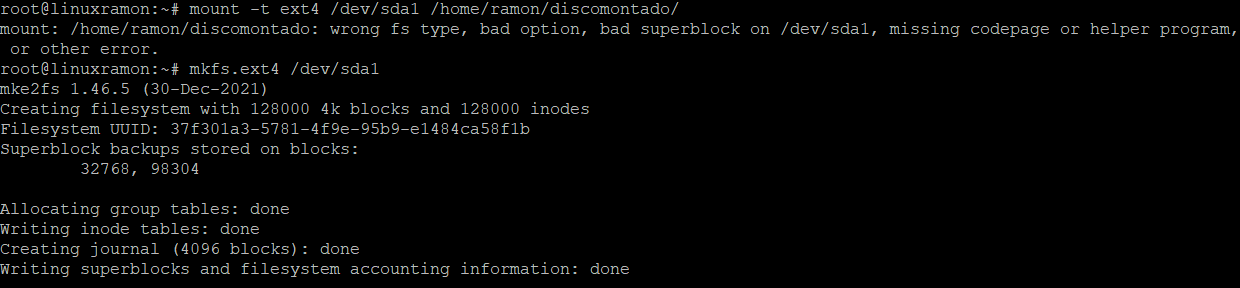 root@linuxramon:~# mount -t ext4 /dev/sda1 /home/ramon/discomontado/
mount: /home/ramon/discomontado: wrong fs type, bad option, bad superblock on /dev/sda1, missing codepage or helper program,
 or other error.
root@linuxramon:~# mkfs.ext4 /dev/sda1
mke2fs 1.46.5 (30-Dec-2021)
Creating filesystem with 128000 4k blocks and 128000 inodes
Filesystem UUID: 37f301a3-5781-4f9e-95b9-e1484ca58f1b
Superblock backups stored on blocks:
        32768, 98304

Allocating group tables: done
Writing inode tables: done
Creating journal (4096 blocks): done
Writing superblocks and filesystem accounting information: done